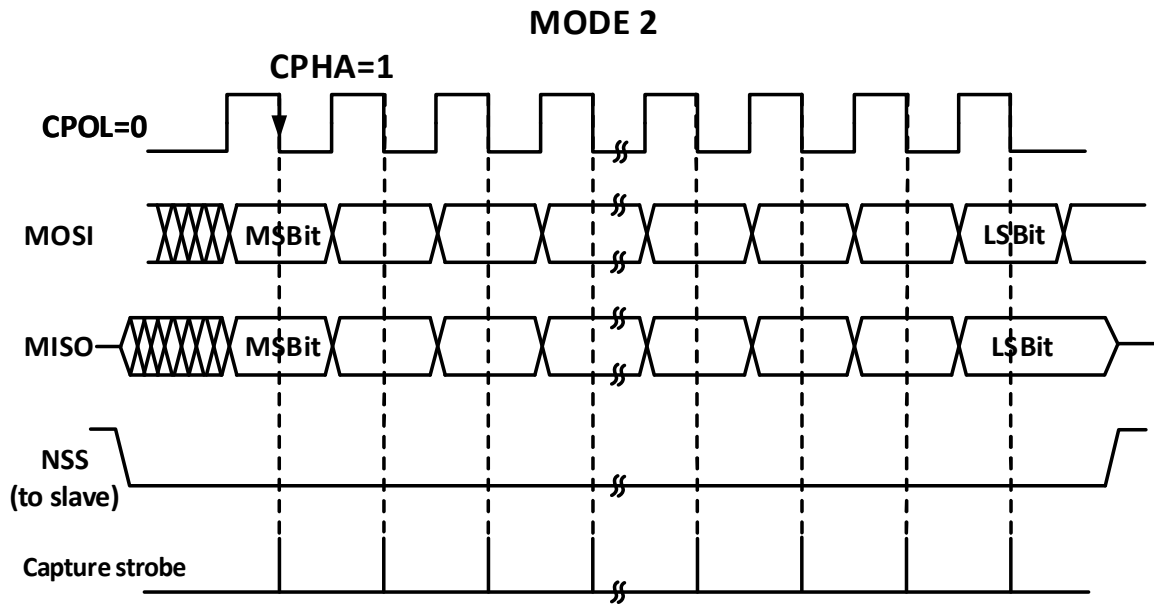 MODE 2
CPHA=1
CPOL=0
MOSI
MSBit
LSBit
MISO
MSBit
LSBit
NSS
(to slave)
Capture strobe